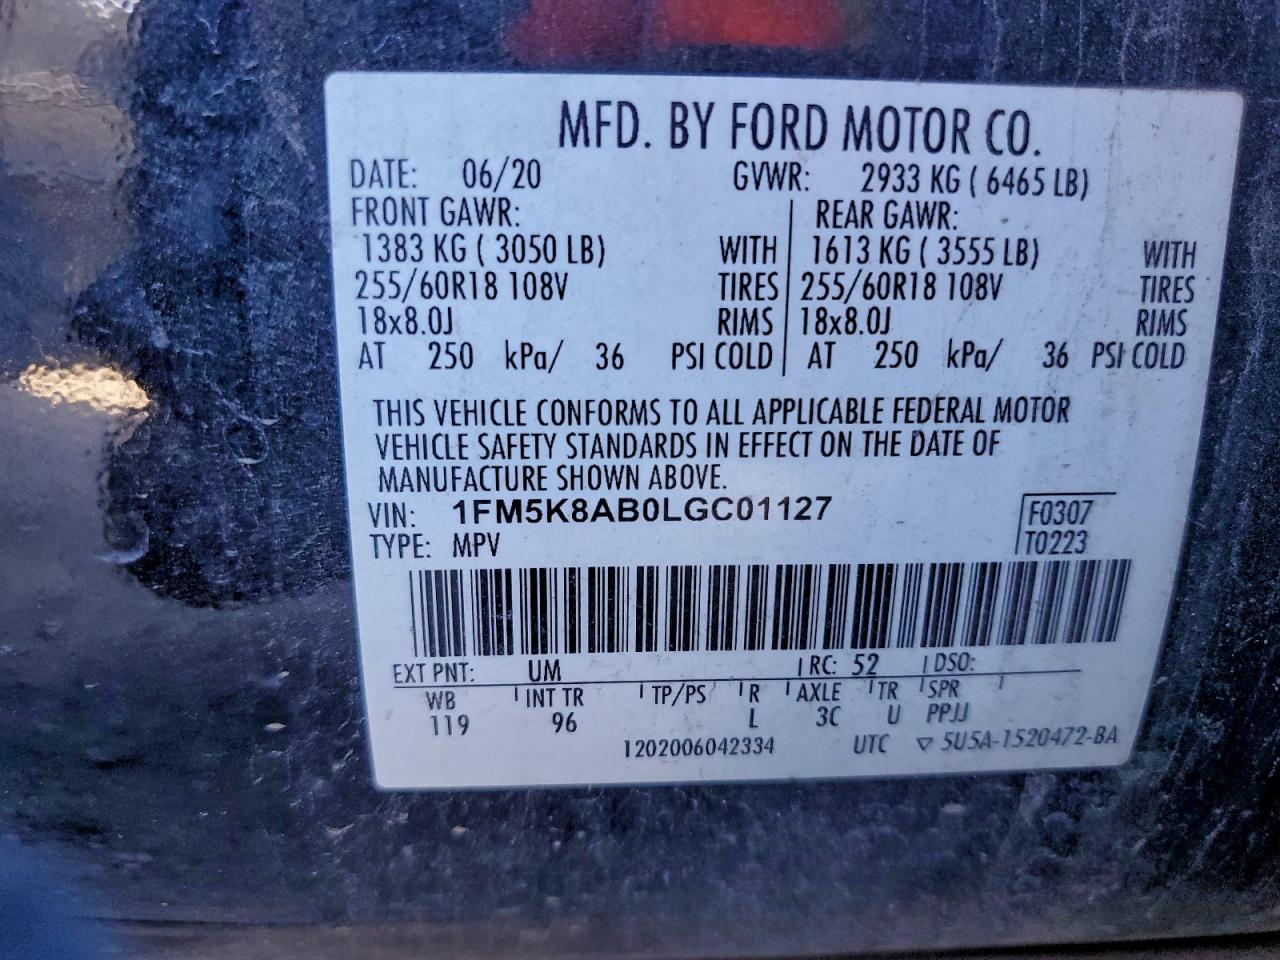 MFD. BY FORD MOTOR CO.
DATE: 06/20 GVWR: 2933 KG ( 6465 LB)
FRONT GAWR: REAR GAWR:
1383 KG ( 3050 LB) WITH 1613 KG ( 3555 LB) WITH
255/60R18 108V TIRES 255/60R18 108V TIRES
18x8.0J RIMS 18x8.0J RIMS
AT 250 kPa/ 36 PSI COLD AT 250 kPa/ 36 PSI COLD
THIS VEHICLE CONFORMS TO ALL APPLICABLE FEDERAL MOTOR
VEHICLE SAFETY STANDARDS IN EFFECT ON THE DATE OF
MANUFACTURE SHOWN ABOVE.
VIN: 1FM5K8AB0LGC01127 F0307
TYPE: MPV T0223
EXT PNT: UM RC: 52 DSO:
WB INT TR TP/PS R AXLE TR SPR
119 96 L 3C U PPJJ
1202006042334 UTC ▽ 5U5A-1520472-BA